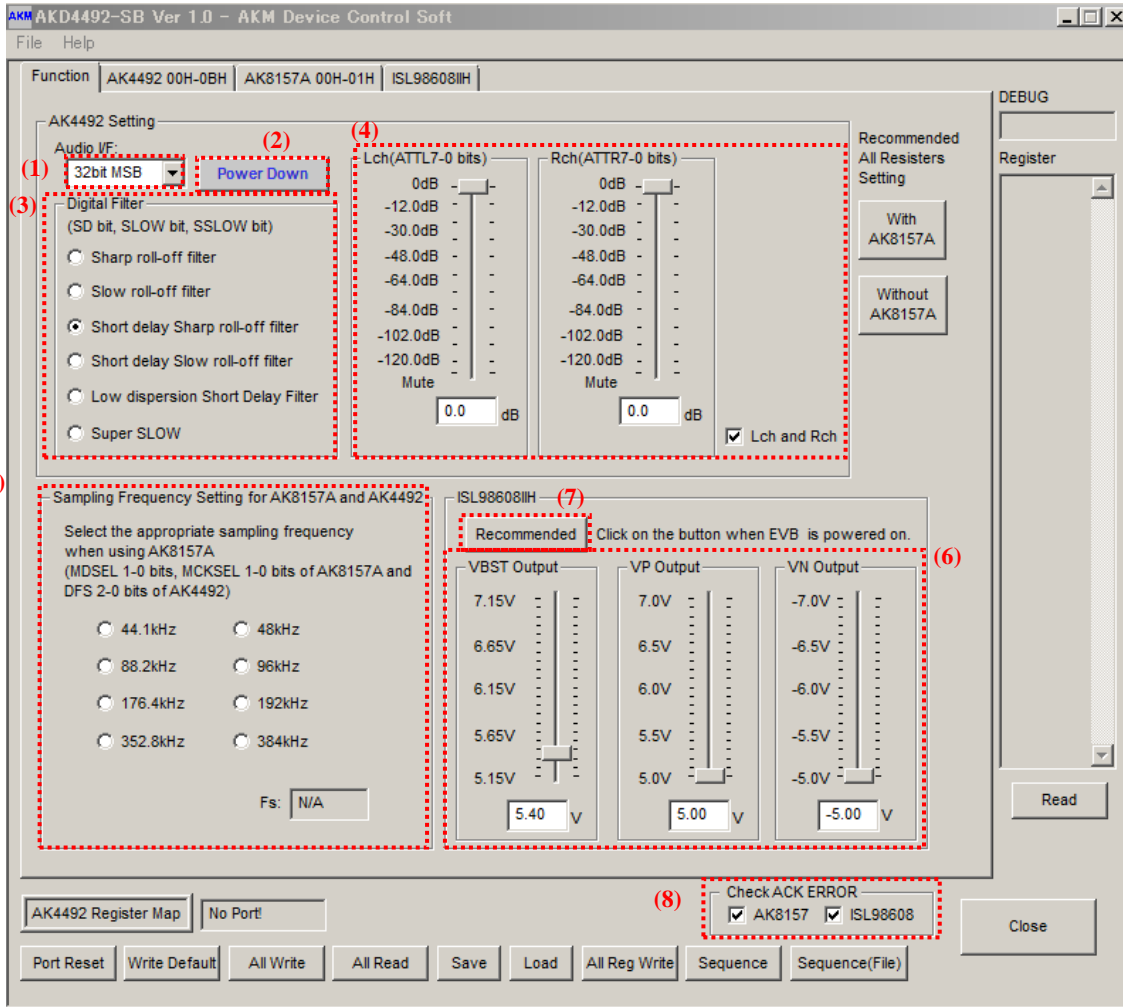 AKM AKD4492-SB Ver 1.0 - AKM Device Control Soft
File Help
Function AK4492 00H-0BH AK8157A 00H-01H ISL98608IIH
DEBUG
Register
Read
AK4492 Setting
Audio I/F:
(1) 32bit MSB
(2)
Power Down
(3)
Digital Filter
(SD bit, SLOW bit, SSLOW bit)
Sharp roll-off filter
Slow roll-off filter
Short delay Sharp roll-off filter
Short delay Slow roll-off filter
Low dispersion Short Delay Filter
Super SLOW
(4)
Lch(ATTL7-0 bits)
0dB
-12.0dB
-30.0dB
-48.0dB
-64.0dB
-84.0dB
-102.0dB
-120.0dB
Mute
0.0 dB
Rch(ATTR7-0 bits)
0dB
-12.0dB
-30.0dB
-48.0dB
-64.0dB
-84.0dB
-102.0dB
-120.0dB
Mute
0.0 dB
Lch and Rch
Recommended
All Resisters
Setting
With
AK8157A
Without
AK8157A
)
Sampling Frequency Setting for AK8157A and AK4492
Select the appropriate sampling frequency
when using AK8157A
(MDSEL 1-0 bits, MCKSEL 1-0 bits of AK8157A and
DFS 2-0 bits of AK4492)
44.1kHz 48kHz
88.2kHz 96kHz
176.4kHz 192kHz
352.8kHz 384kHz
Fs: N/A
ISL98608IIH
(7)
Recommended Click on the button when EVB is powered on.
(6)
VBST Output
7.15V
6.65V
6.15V
5.65V
5.15V
5.40 V
VP Output
7.0V
6.5V
6.0V
5.5V
5.0V
5.00 V
VN Output
-7.0V
-6.5V
-6.0V
-5.5V
-5.0V
-5.00 V
(8)
Check ACK ERROR
AK8157 ISL98608
AK4492 Register Map No Port!
Close
Port Reset Write Default All Write All Read Save Load All Reg Write Sequence Sequence(File)